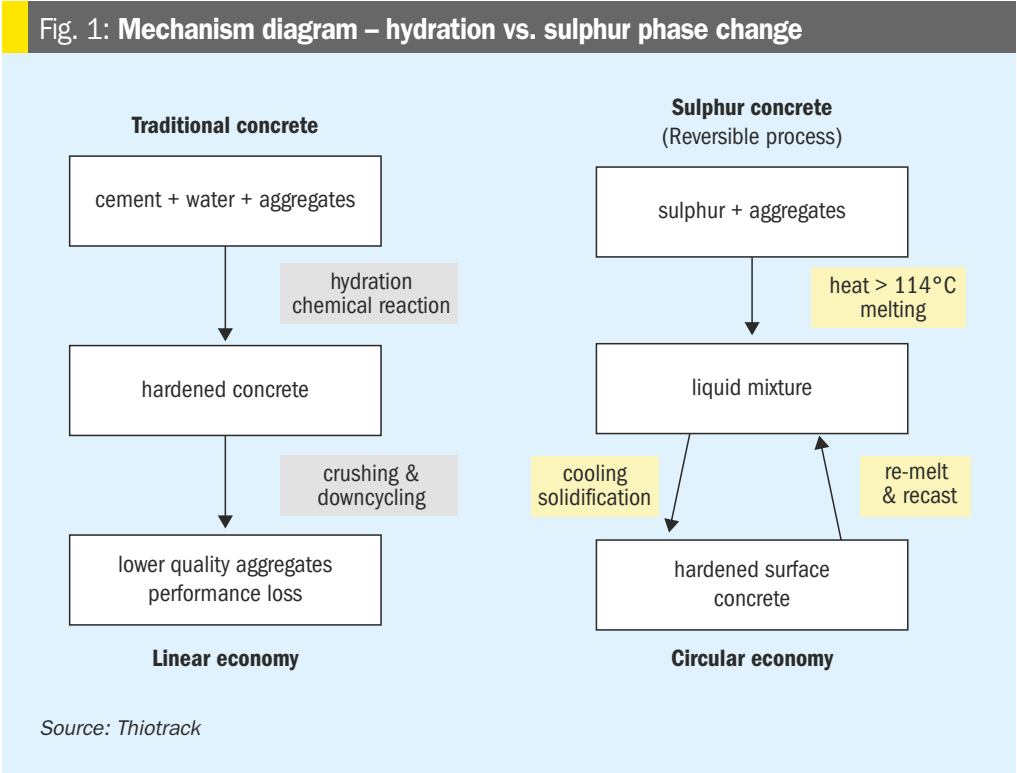 Fig. 1: Mechanism diagram – hydration vs. sulphur phase change
Traditional concrete
cement + water + aggregates
hydration
chemical reaction
hardened concrete
crushing &
downcycling
lower quality aggregates
performance loss
Linear economy
Sulphur concrete
(Reversible process)
sulphur + aggregates
heat > 114°C
melting
liquid mixture
cooling
solidification
re-melt
& recast
hardened surface
concrete
Circular economy
Source: Thiotrack